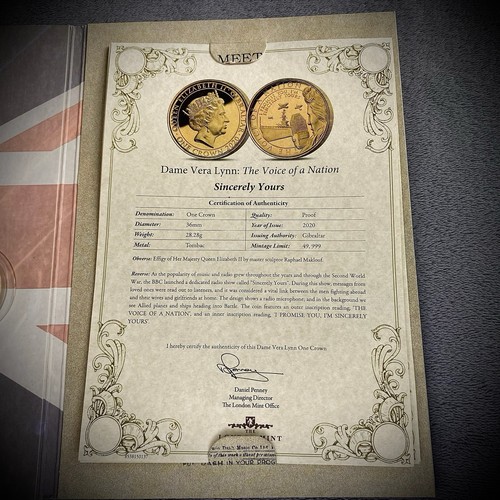 MEET
QUEEN ELIZABETH II
ONE CROWN 2020
Dame Vera Lynn: The Voice of a Nation
Sincerely Yours
Certification of Authenticity
Denomination: One Crown Quality: Proof
Diameter: 36mm Year of Issue: 2020
Weight: 28.28g Issuing Authority: Gibraltar
Metal: Tombac Mintage Limit: 49,999
Obverse: Effigy of Her Majesty Queen Elizabeth II by master sculptor Raphael Maklouf
Reverse: As the popularity of music and radio grew throughout the years and through the Second World
War, the BBC launched a dedicated radio show called "Sincerely Yours". During this show, messages from
loved ones were read out to listeners, and it was considered a vital link between the men fighting abroad
and their wives and girlfriends at home. The design shows a radio microphone, and in the background we
see Allied planes and ships heading into Battle. The coin features an outer inscription reading, 'THE
VOICE OF A NATION', and an inner inscription reading, 'I PROMISE YOU, I'M SINCERELY
YOURS'.
I hereby certify the authenticity of this Dame Vera Lynn One Crown.
Daniel Penney
Managing Director
The London Mint Office
THE